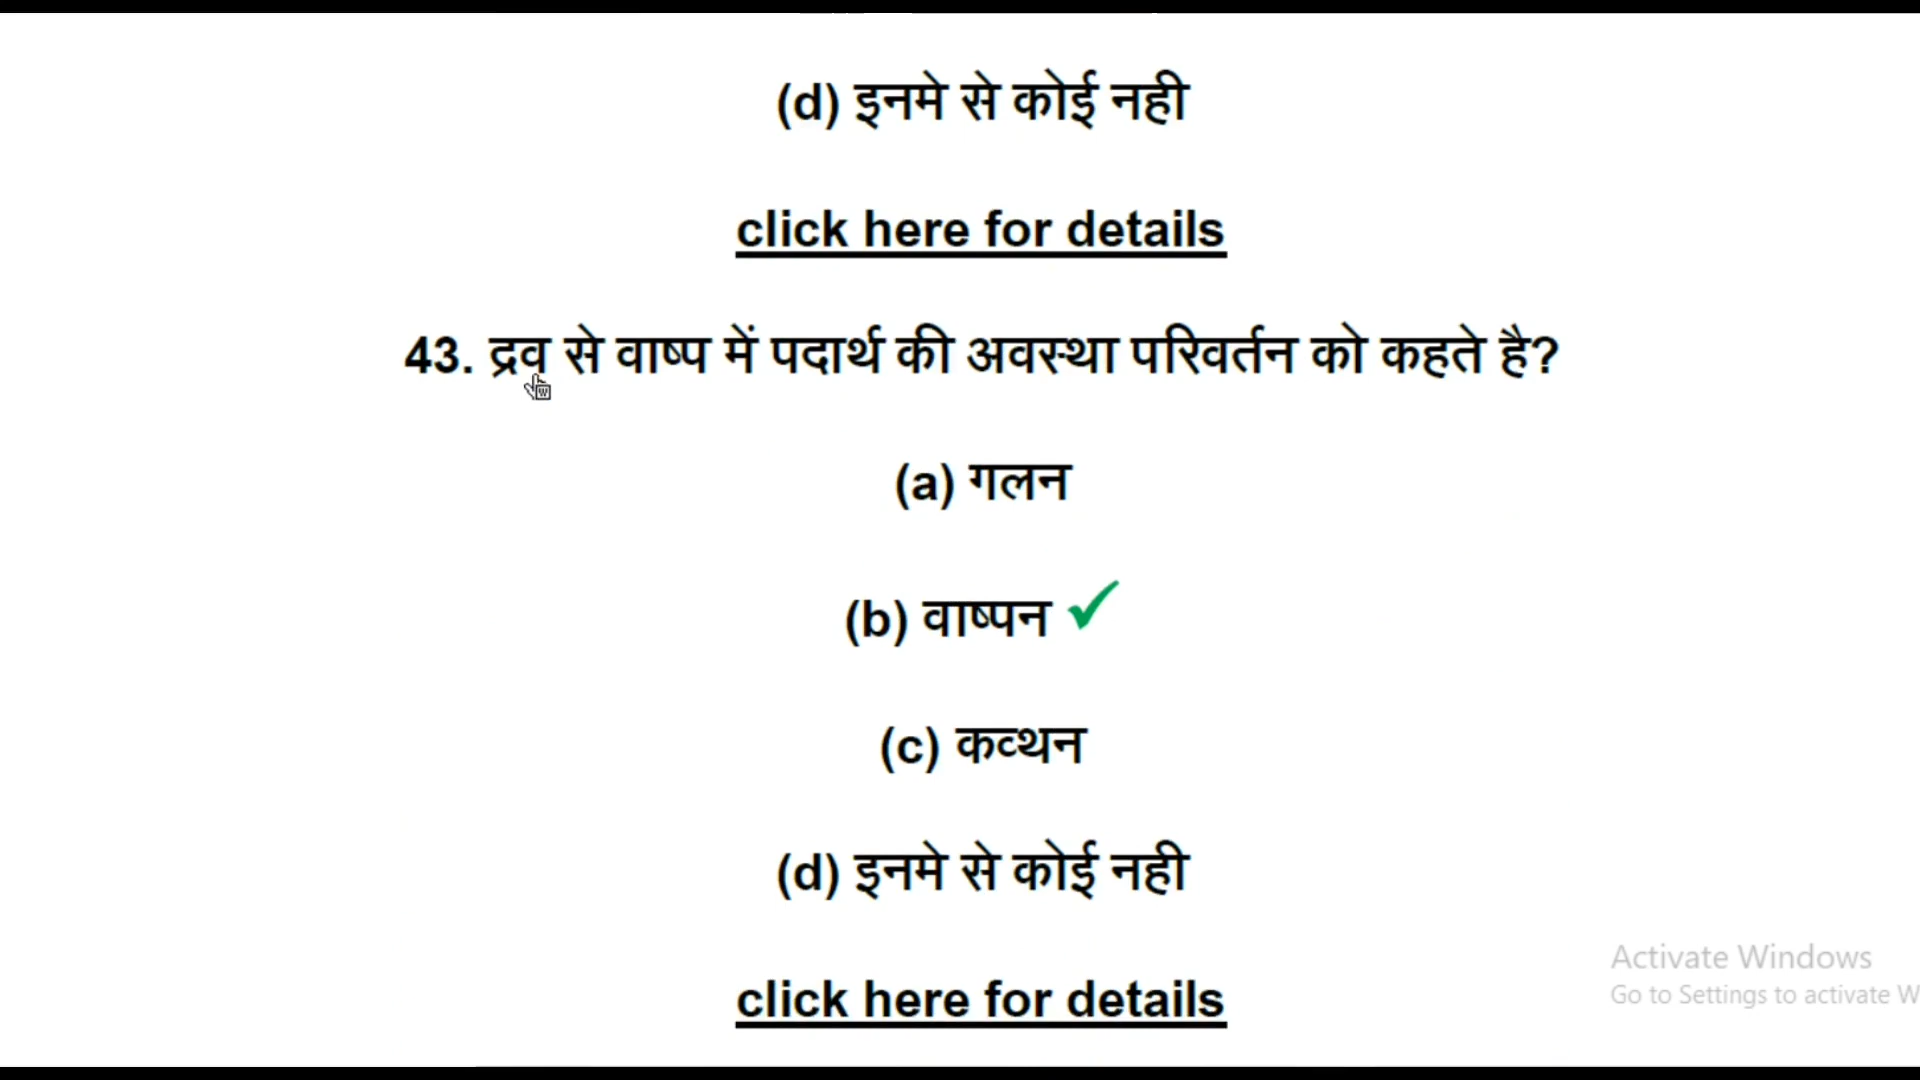 (d) इनमे से कोई नही
click here for details
43. द्रव से वाष्प में पदार्थ की अवस्था परिवर्तन को कहते है?
(a) गलन
(b) वाष्पन
(c) कव्थन
(d) इनमे से कोई नही
click here for details
Activate Windows
Go to Settings to activate W